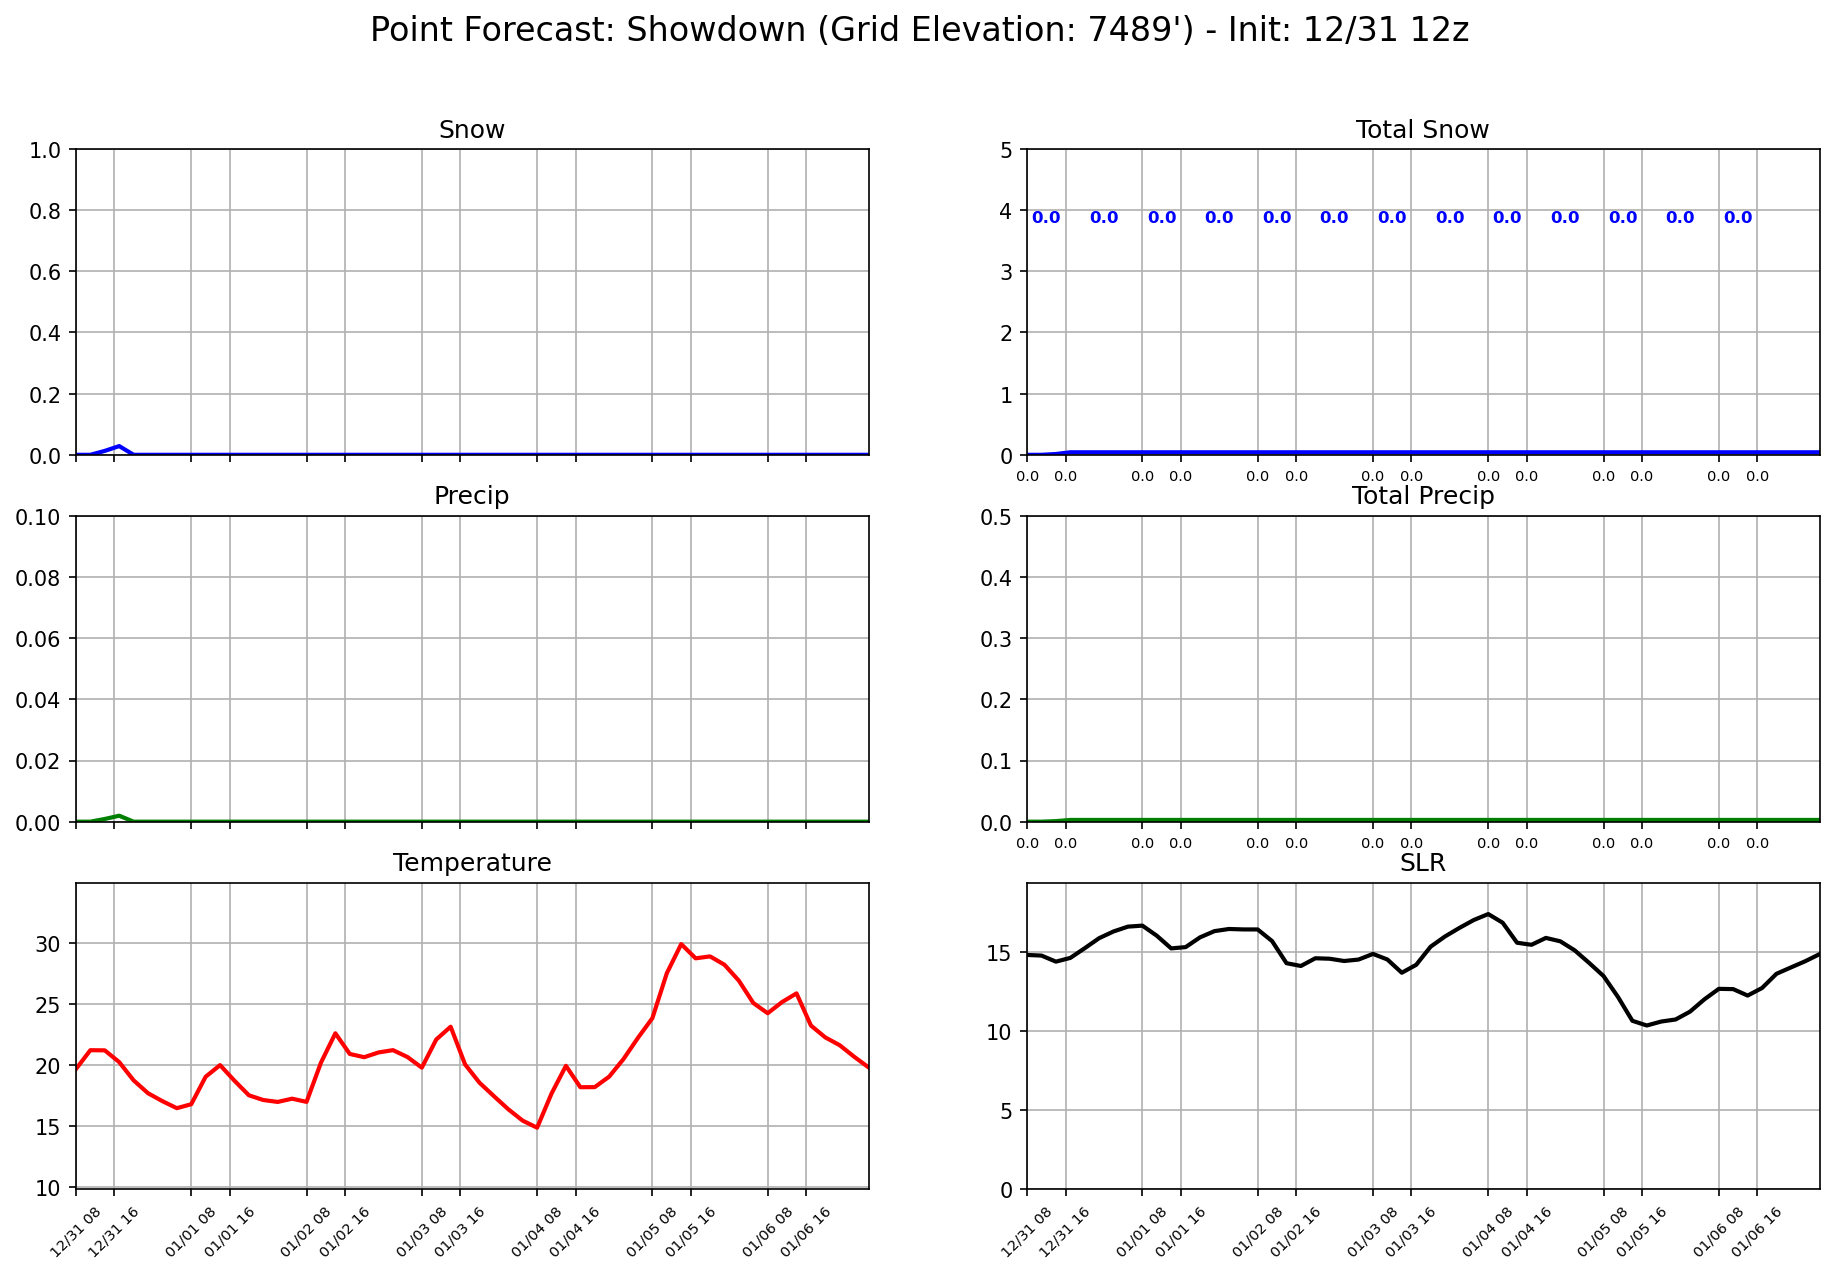 Point Forecast: Showdown (Grid Elevation: 7489') - Init: 12/31 12z
Snow
1.0
0.8
0.6
0.4
0.2
0.0
Total Snow
5
4
3
2
1
0
0.0 0.0 0.0 0.0 0.0 0.0 0.0 0.0 0.0 0.0 0.0 0.0 0.0
0.0 0.0 0.0 0.0 0.0 0.0 0.0 0.0 0.0 0.0 0.0 0.0 0.0 0.0
Precip
0.10
0.08
0.06
0.04
0.02
0.00
Total Precip
0.5
0.4
0.3
0.2
0.1
0.0
0.0 0.0 0.0 0.0 0.0 0.0 0.0 0.0 0.0 0.0 0.0 0.0 0.0 0.0
Temperature
30
25
20
15
10
12/31 08 12/31 16 01/01 08 01/01 16 01/02 08 01/02 16 01/03 08 01/03 16 01/04 08 01/04 16 01/05 08 01/05 16 01/06 08 01/06 16
SLR
15
10
5
0
12/31 08 12/31 16 01/01 08 01/01 16 01/02 08 01/02 16 01/03 08 01/03 16 01/04 08 01/04 16 01/05 08 01/05 16 01/06 08 01/06 16